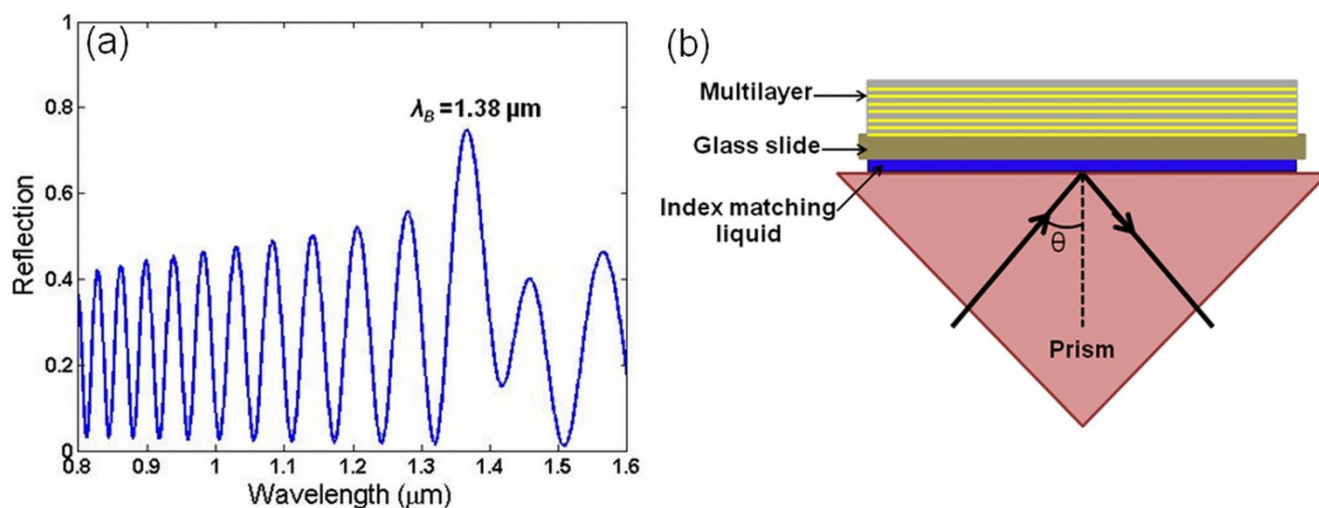 (a)
λB =1.38 µm
Reflection
1
0.8
0.6
0.4
0.2
0
0.8
0.9
1
1.1
1.2
1.3
1.4
1.5
1.6
Wavelength (µm)
(b)
Multilayer
Glass slide
Index matching
liquid
θ
Prism